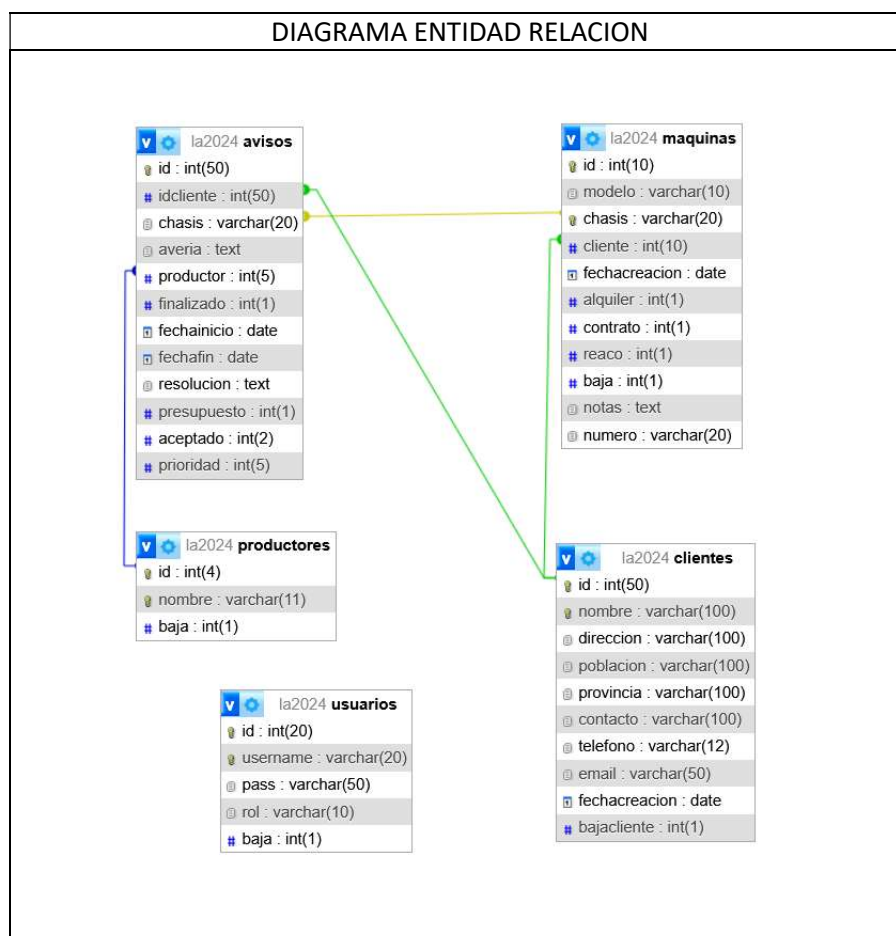 DIAGRAMA ENTIDAD RELACION
v la2024 avisos
id : int(50)
# idcliente : int(50)
chasis : varchar(20)
averia : text
# productor : int(5)
# finalizado : int(1)
fechainicio : date
fechafin : date
resolucion : text
# presupuesto : int(1)
# aceptado : int(2)
# prioridad : int(5)
v la2024 maquinas
id : int(10)
modelo : varchar(10)
chasis : varchar(20)
# cliente : int(10)
fechacreacion : date
# alquiler : int(1)
# contrato : int(1)
# reaco : int(1)
# baja : int(1)
notas : text
numero : varchar(20)
v la2024 productores
id : int(4)
nombre : varchar(11)
# baja : int(1)
v la2024 clientes
id : int(50)
nombre : varchar(100)
direccion : varchar(100)
poblacion : varchar(100)
provincia : varchar(100)
contacto : varchar(100)
telefono : varchar(12)
email : varchar(50)
fechacreacion : date
# bajacliente : int(1)
v la2024 usuarios
id : int(20)
username : varchar(20)
pass : varchar(50)
rol : varchar(10)
# baja : int(1)